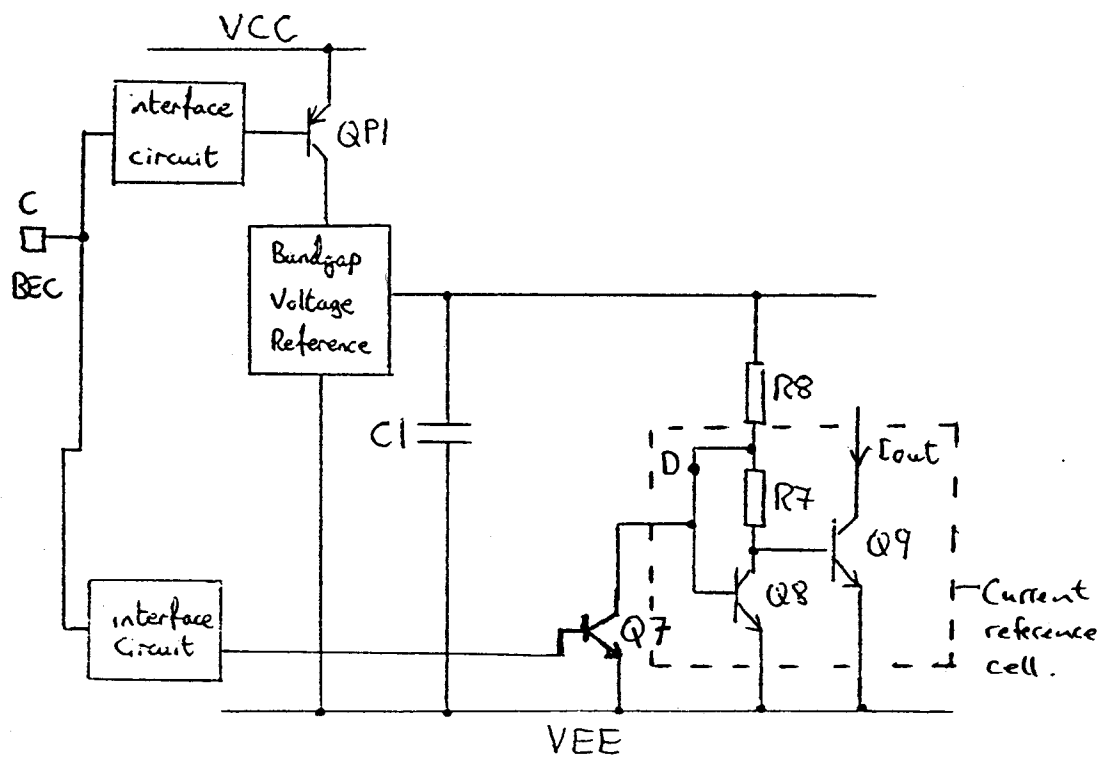 VCC
interface
circuit
QP1
C
BEC
Bandgap
Voltage
Reference
R8
C1
D
Iout
R7
Q9
Q8
Q7
interface
Circuit
Current
reference
cell.
VEE